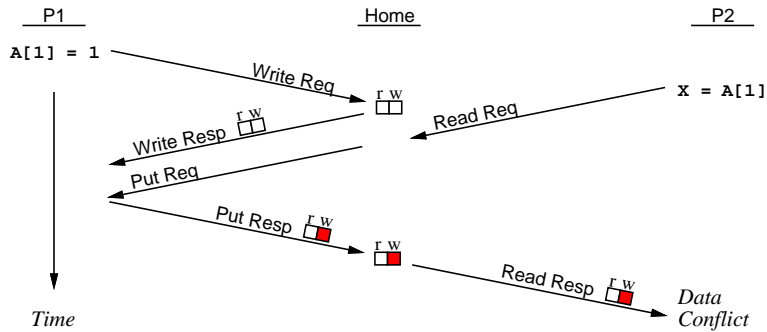 P1 Home P2
A[1] = 1
Write Req
r w
X = A[1]
r w
Read Req
Write Resp
Put Req
Put Resp
r w
r w
Read Resp
r w
Data
Conflict
Time